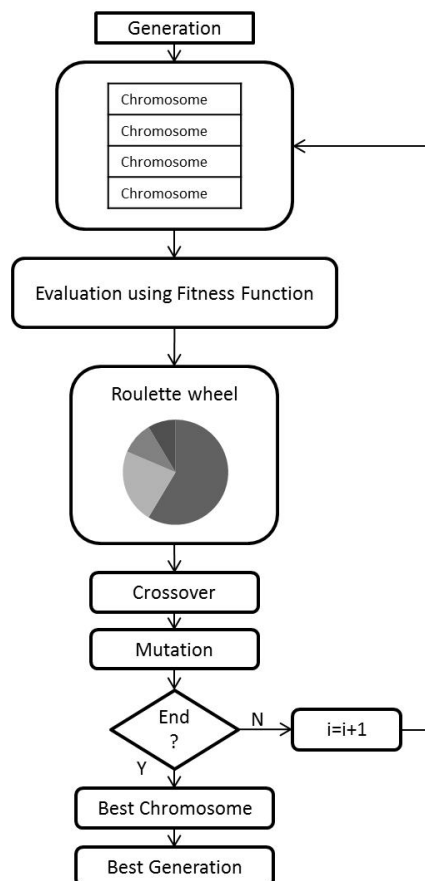 Generation
Chromosome
Chromosome
Chromosome
Chromosome
Evaluation using Fitness Function
Roulette wheel
Crossover
Mutation
End
?
N
i=i+1
Y
Best Chromosome
Best Generation